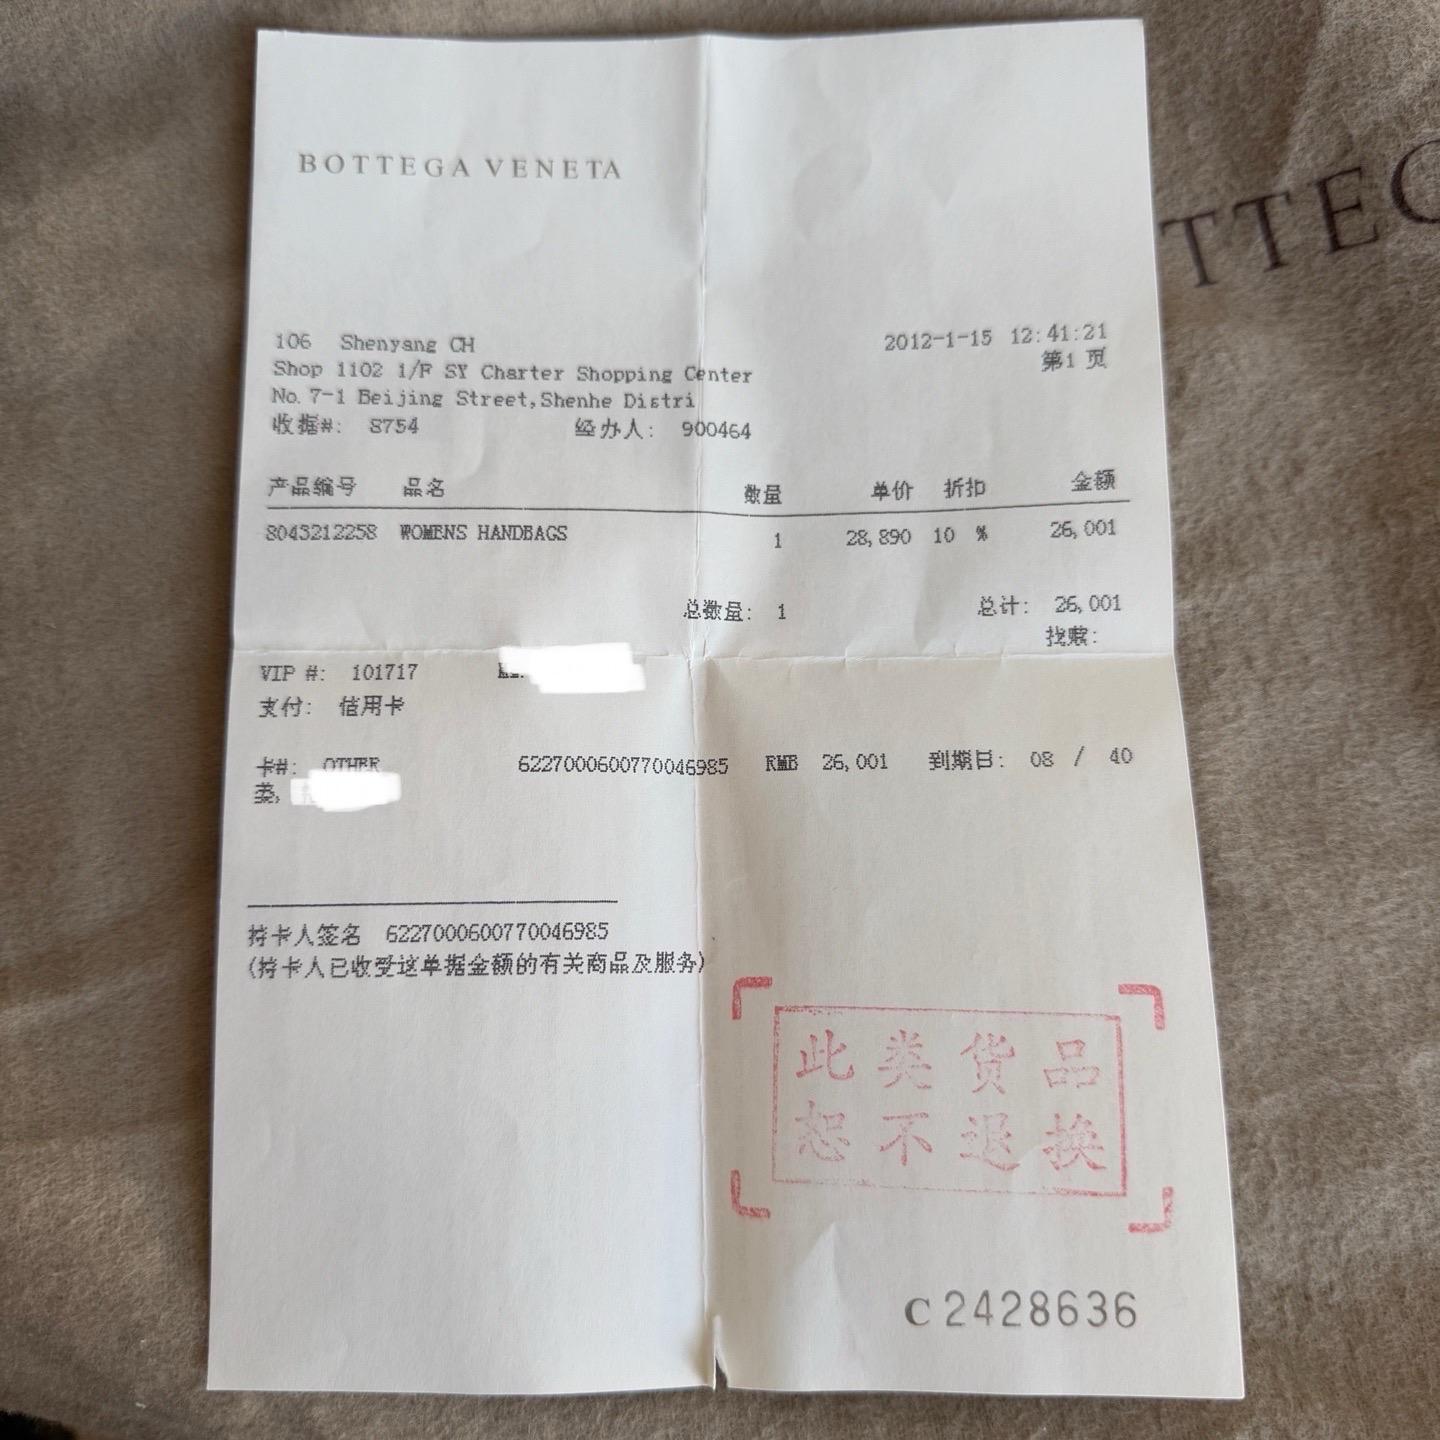 BOTTEGA VENETA
TTEG
106 Shenyang CH
2012-1-15 12:41:21
Shop 1102 1/F SY Charter Shopping Center
第1 页
No. 7-1 Beijing Street,Shenhe Distri
收据#: 8754 经办人: 900464
产品编号 品名 数量 单价 折扣 金额
8043212258 WOMENS HANDBAGS 1 28,890 10 % 26,001
总数量: 1 总计: 26,001
找赎:
VIP #: 101717
支付: 信用卡
卡#: OTHER 6227000600770046985 RMB 26,001 到期日: 08 / 40
持卡人签名 6227000600770046985
(持卡人已收受这单据金额的有关商品及服务)
此类货品
恕不退换
C2428636